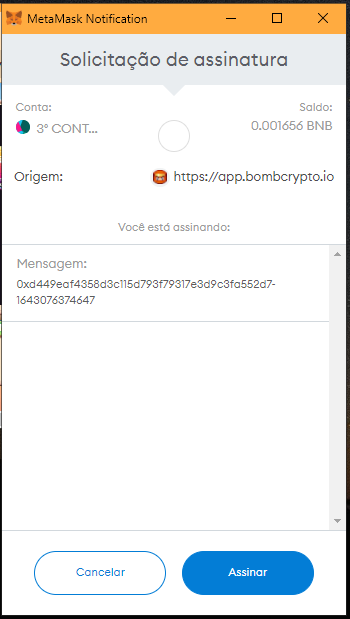 MetaMask Notification
Solicitação de assinatura
Conta:
Saldo:
3º CONT...
0.001656 BNB
Origem:
https://app.bombcrypto.io
Você está assinando:
Mensagem:
0xd449eaf4358d3c115d793f79317e3d9c3fa552d7-
1643076374647
Cancelar
Assinar